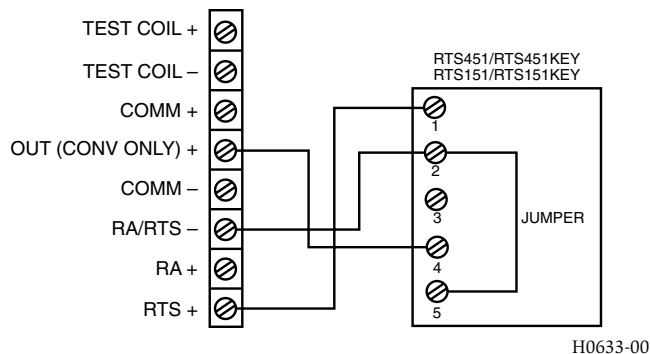 TEST COIL +
TEST COIL –
COMM +
OUT (CONV ONLY) +
COMM –
RA/RTS –
RA +
RTS +
RTS451/RTS451KEY
RTS151/RTS151KEY
1
2
3
4
5
JUMPER
H0633-00